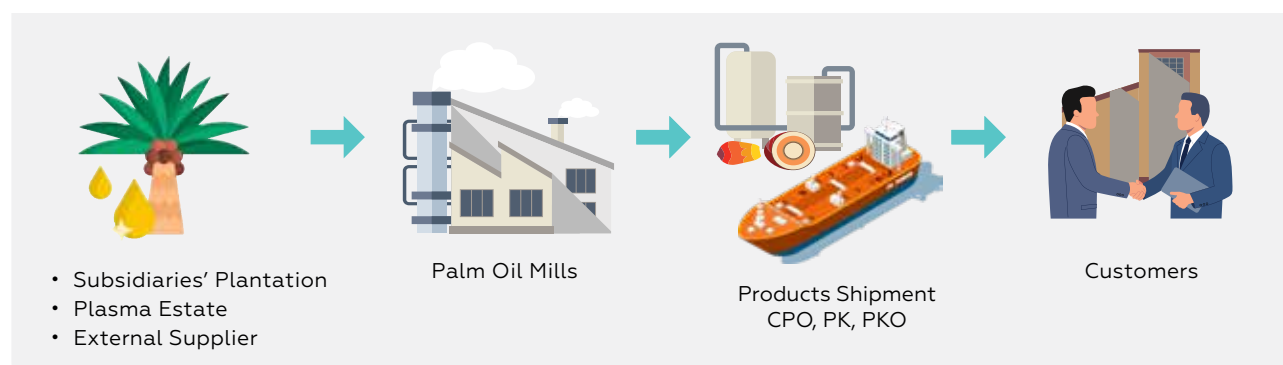 • Subsidiaries’ Plantation
• Plasma Estate
• External Supplier
Palm Oil Mills
Products Shipment
CPO, PK, PKO
Customers